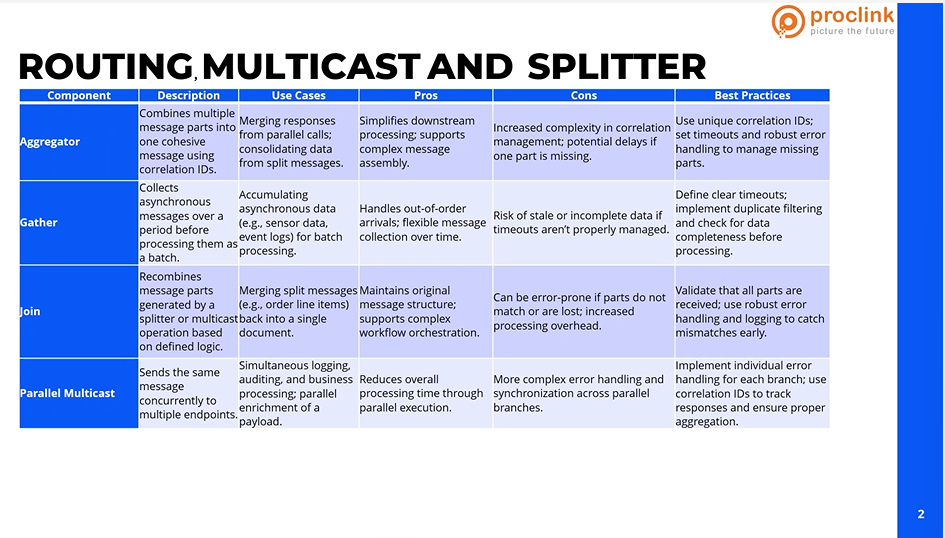 proclink
picture the future
ROUTING, MULTICAST AND SPLITTER
Component Description Use Cases Pros Cons Best Practices
Aggregator
Combines multiple
message parts into
one cohesive
message using
correlation IDs.
Merging responses
from parallel calls;
consolidating data
from split messages.
Simplifies downstream
processing; supports
complex message
assembly.
Increased complexity in correlation
management; potential delays if
one part is missing.
Use unique correlation IDs;
set timeouts and robust error
handling to manage missing
parts.
Gather
Collects
asynchronous
messages over a
period before
processing them as
a batch.
Accumulating
asynchronous data
(e.g., sensor data,
event logs) for batch
processing.
Handles out-of-order
arrivals; flexible message
collection over time.
Risk of stale or incomplete data if
timeouts aren't properly managed.
Define clear timeouts;
implement duplicate filtering
and check for data
completeness before
processing.
Join
Recombines
message parts
generated by a
splitter or multicast
operation based
on defined logic.
Merging split messages
(e.g., order line items)
back into a single
document.
Maintains original
message structure;
supports complex
workflow orchestration.
Can be error-prone if parts do not
match or are lost; increased
processing overhead.
Validate that all parts are
received; use robust error
handling and logging to catch
mismatches early.
Parallel Multicast
Sends the same
message
concurrently to
multiple endpoints.
Simultaneous logging,
auditing, and business
processing; parallel
enrichment of a
payload.
Reduces overall
processing time through
parallel execution.
More complex error handling and
synchronization across parallel
branches.
Implement individual error
handling for each branch; use
correlation IDs to track
responses and ensure proper
aggregation.
2